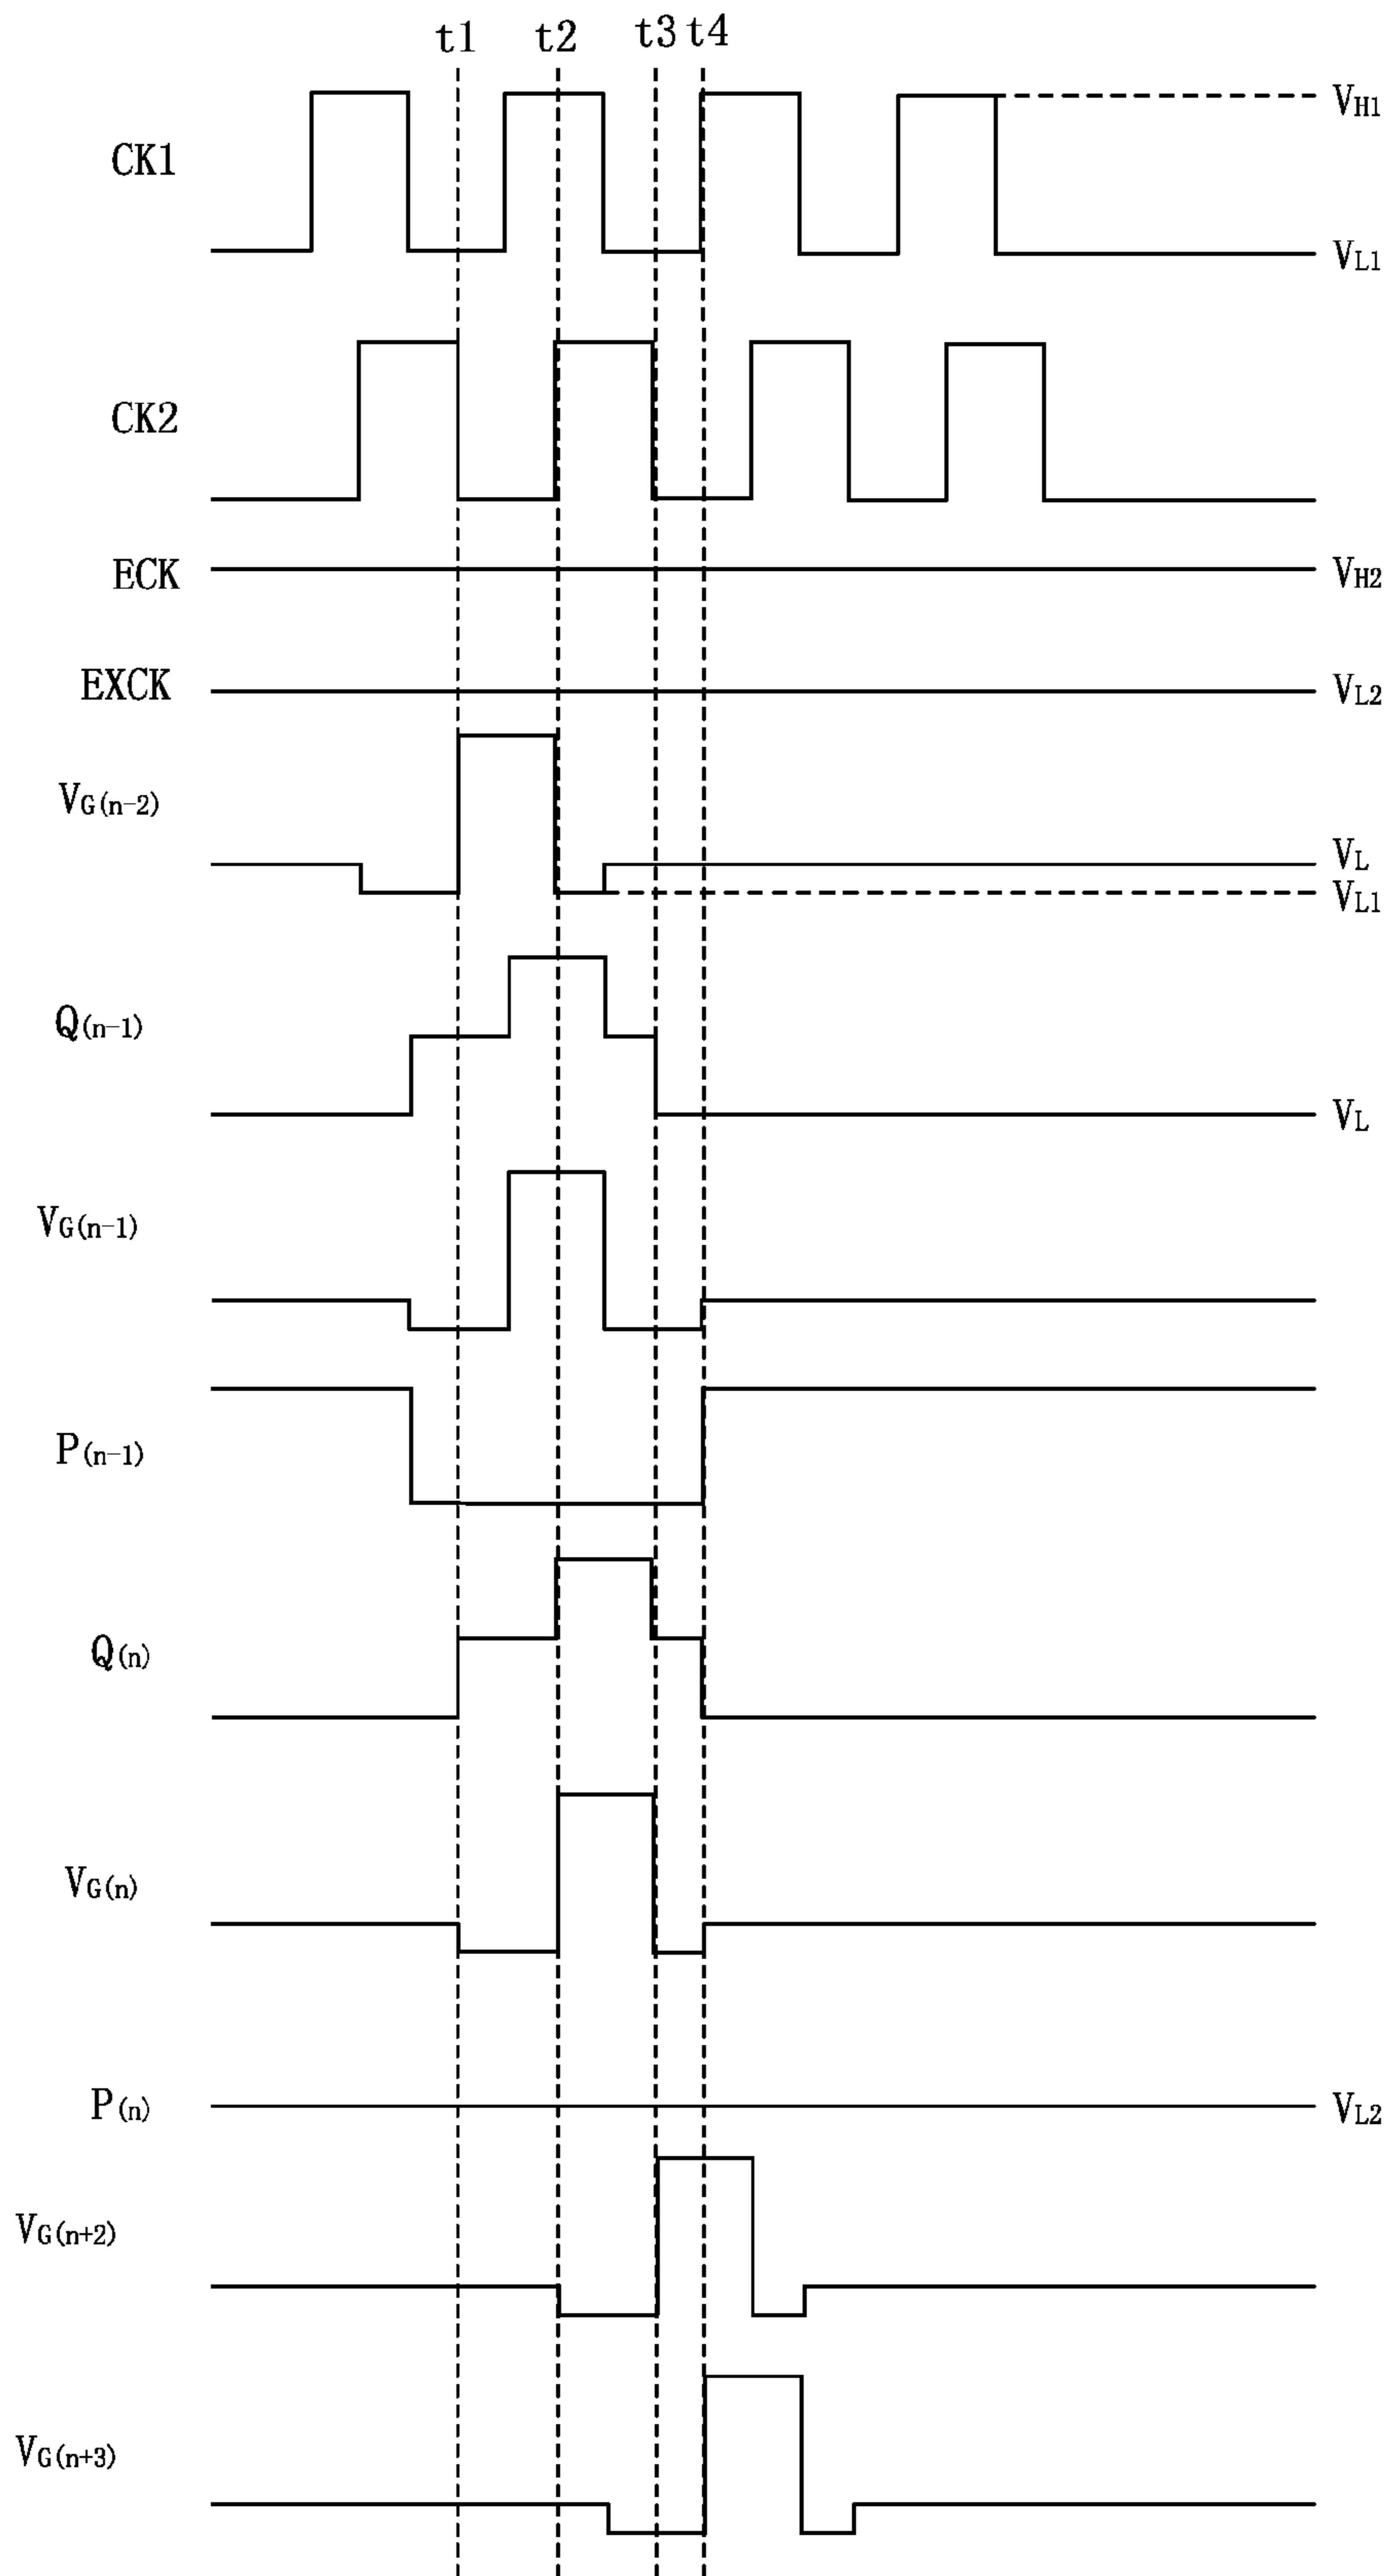 t1 t2 t3 t4
CK1
VH1
VL1
CK2
ECK
VH2
EXCK
VL2
VG(n-2)
VL
VL1
Q(n-1)
VL
VG(n-1)
P(n-1)
Q(n)
VG(n)
P(n)
VL2
VG(n+2)
VG(n+3)